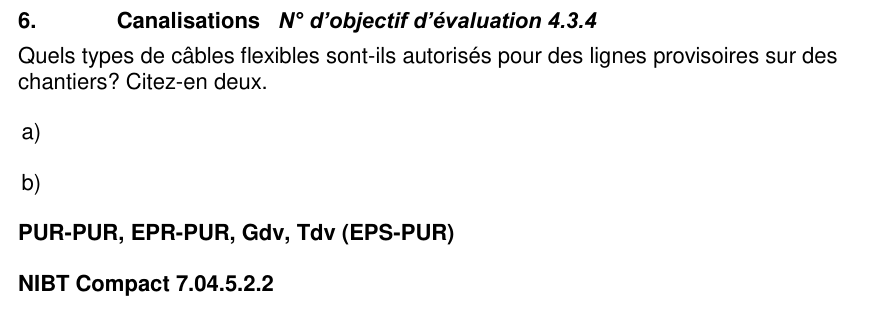 6. Canalisations N° d’objectif d’évaluation 4.3.4
Quels types de câbles flexibles sont-ils autorisés pour des lignes provisoires sur des
chantiers? Citez-en deux.
a)
b)
PUR-PUR, EPR-PUR, Gdv, Tdv (EPS-PUR)
NIBT Compact 7.04.5.2.2